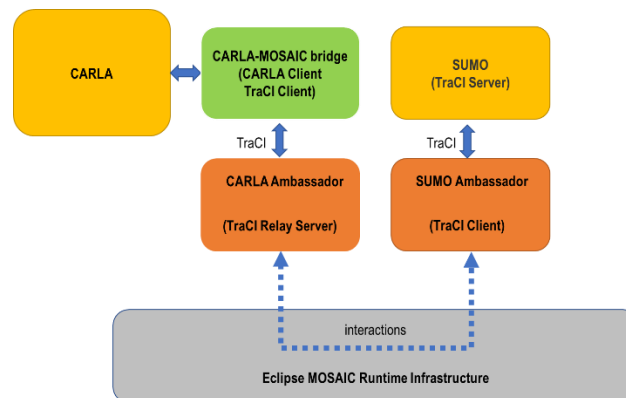 CARLA
CARLA-MOSAIC bridge
(CARLA Client
TraCI Client)
SUMO
(TraCI Server)
TraCI
TraCI
CARLA Ambassador
(TraCI Relay Server)
SUMO Ambassador
(TraCI Client)
interactions
Eclipse MOSAIC Runtime Infrastructure